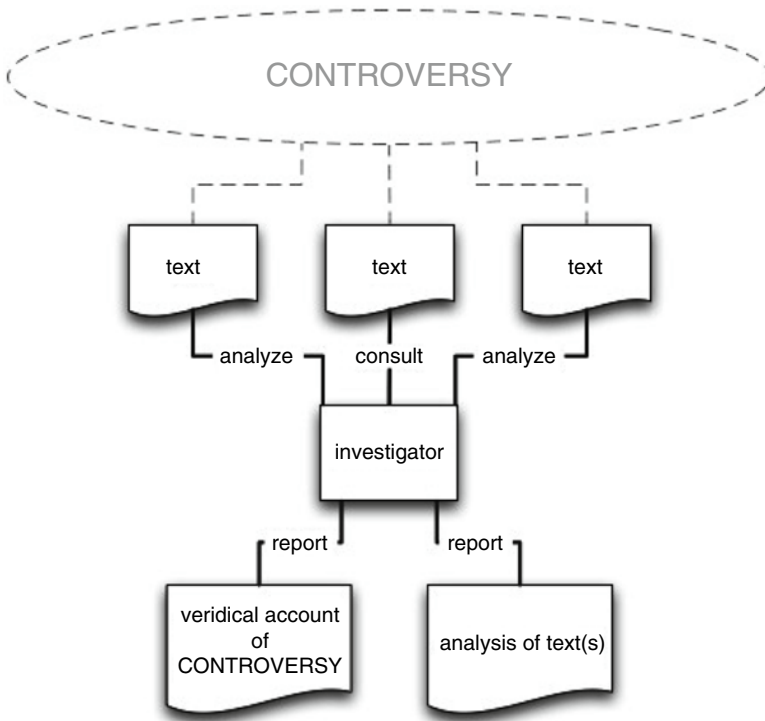 CONTROVERSY
text
text
text
analyze
consult
analyze
investigator
report
report
veridical account
of
CONTROVERSY
analysis of text(s)